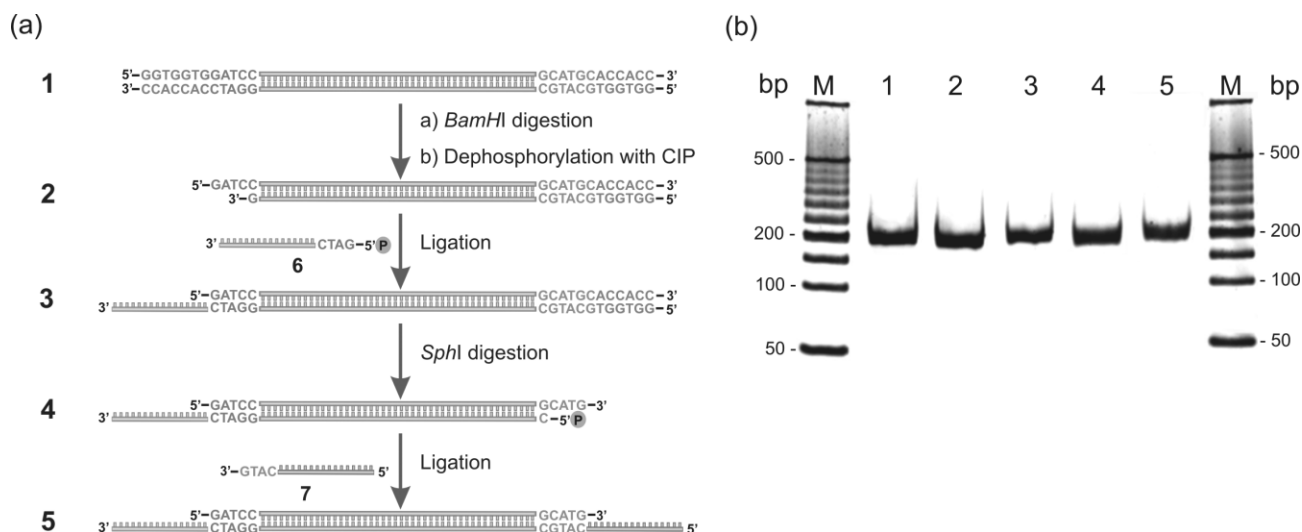 (a)
1
5'-GGTGGTGGATCC GCATGCACCACC-3'
3'-CCACCACCTAGG CGTACGTGGTGG-5'
a) BamHI digestion
b) Dephosphorylation with CIP
2
5'-GATCC GCATGCACCACC-3'
3'-G CGTACGTGGTGG-5'
3' CTAG-5' P
6
Ligation
3
5'-GATCC GCATGCACCACC-3'
3' CTAGG CGTACGTGGTGG-5'
SphI digestion
4
5'-GATCC GCATG-3'
3' CTAGG C-5' P
3'-GTAC 5'
7
Ligation
5
5'-GATCC GCATG-3'
3' CTAGG CGTAC 5'
(b)
bp M 1 2 3 4 5 M bp
500 - - 500
200 - - 200
100 - - 100
50 - - 50